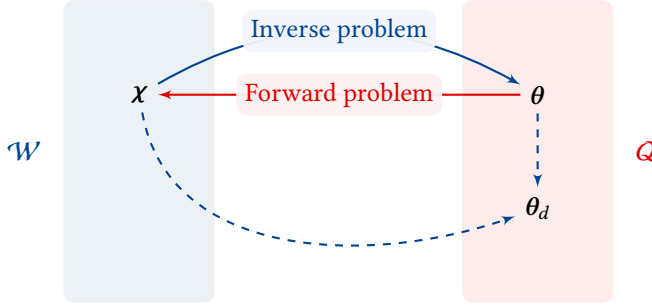 Inverse problem
χ
Forward problem
θ
𝒲
𝒬
θ_d